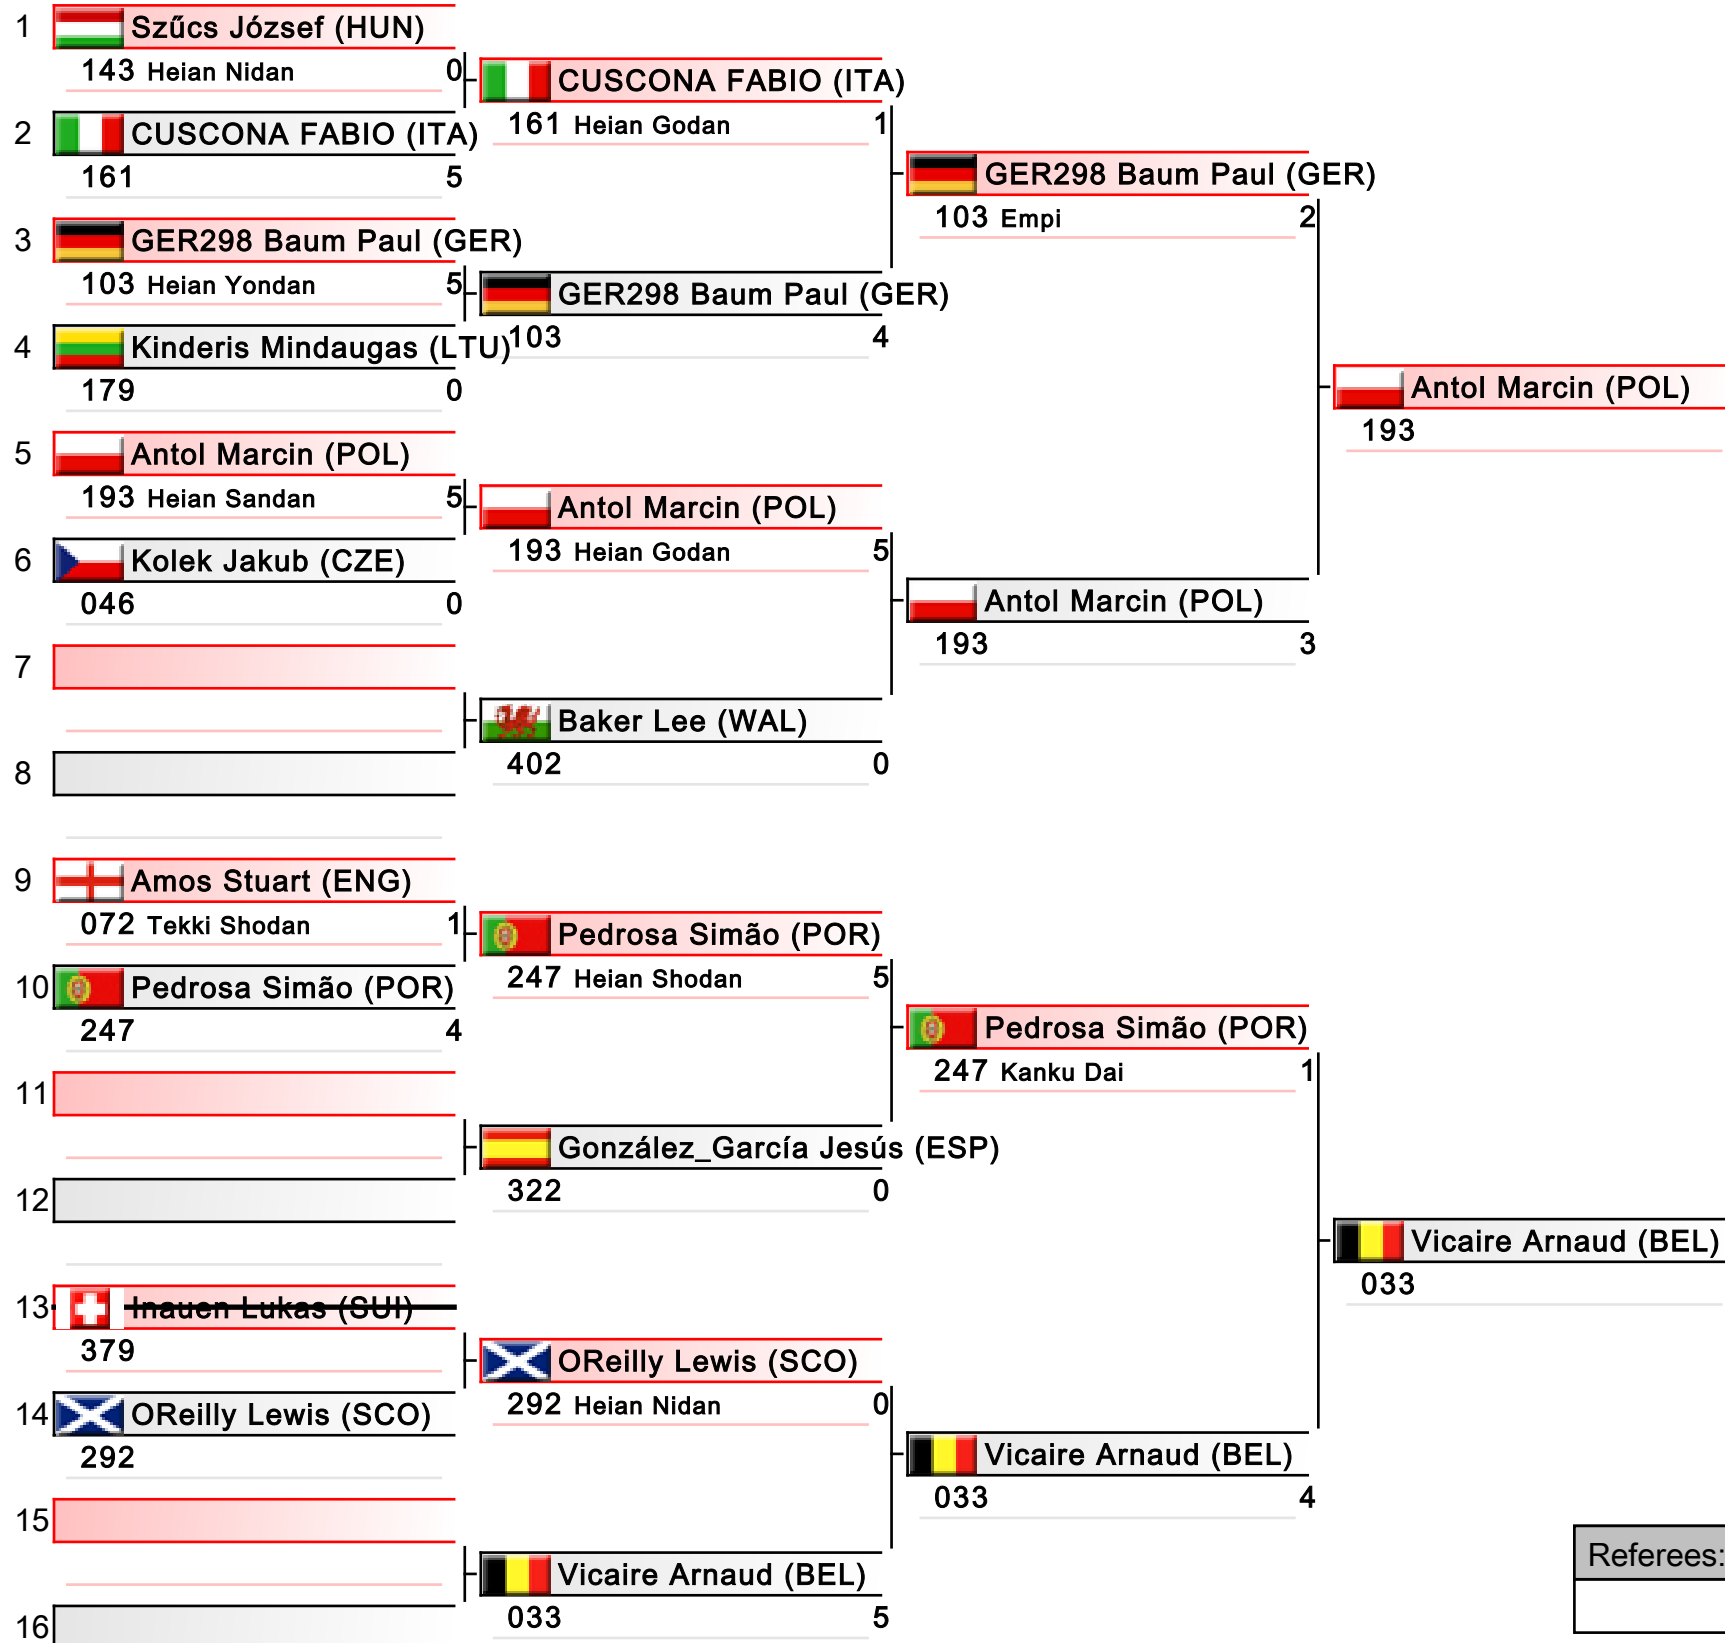 1 Szűcs József (HUN)
143 Heian Nidan 0
2 CUSCONA FABIO (ITA)
161 5
3 GER298 Baum Paul (GER)
103 Heian Yondan 5
4 Kinderis Mindaugas (LTU)
179 0
5 Antol Marcin (POL)
193 Heian Sandan 5
6 Kolek Jakub (CZE)
046 0
7
8
9 Amos Stuart (ENG)
072 Tekki Shodan 1
10 Pedrosa Simão (POR)
247 4
11
12
13 Inauen Lukas (SUI)
379
14 OReilly Lewis (SCO)
292
15
16
CUSCONA FABIO (ITA)
161 Heian Godan 1
GER298 Baum Paul (GER)
103 4
Antol Marcin (POL)
193 Heian Godan 5
Baker Lee (WAL)
402 0
Pedrosa Simão (POR)
247 Heian Shodan 5
González_García Jesús (ESP)
322 0
OReilly Lewis (SCO)
292 Heian Nidan 0
Vicaire Arnaud (BEL)
033 5
GER298 Baum Paul (GER)
103 Empi 2
Antol Marcin (POL)
193 3
Pedrosa Simão (POR)
247 Kanku Dai 1
Vicaire Arnaud (BEL)
033 4
Antol Marcin (POL)
193
Vicaire Arnaud (BEL)
033
Referees: